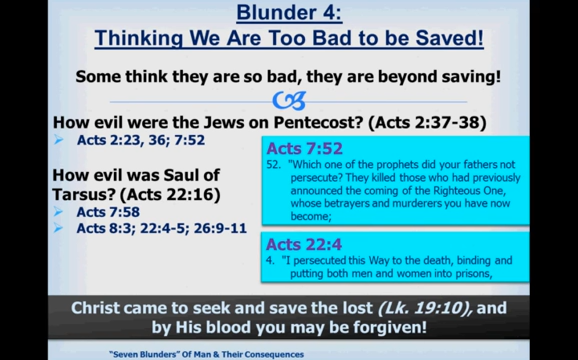 Blunder 4:
Thinking We Are Too Bad to be Saved!
Some think they are so bad, they are beyond saving!
How evil were the Jews on Pentecost? (Acts 2:37-38)
Acts 2:23, 36; 7:52
How evil was Saul of
Tarsus? (Acts 22:16)
Acts 7:58
Acts 8:3; 22:4-5; 26:9-11
Acts 7:52
52. "Which one of the prophets did your fathers not
persecute? They killed those who had previously
announced the coming of the Righteous One,
whose betrayers and murderers you have now
become;
Acts 22:4
4. "I persecuted this Way to the death, binding and
putting both men and women into prisons,
Christ came to seek and save the lost (Lk. 19:10), and
by His blood you may be forgiven!
"Seven Blunders" Of Man & Their Consequences